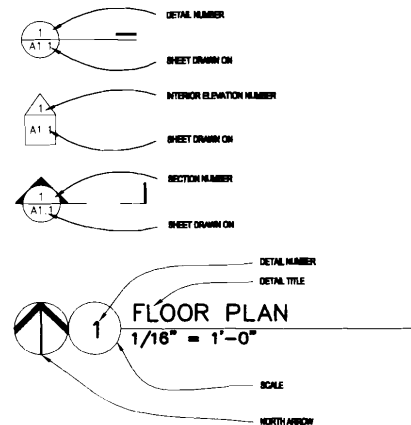 DETAIL NUMBER
1
A1.1
SHEET DRAWN ON
INTERIOR ELEVATION NUMBER
1
A1.1
SHEET DRAWN ON
SECTION NUMBER
1
A1.1
SHEET DRAWN ON
DETAIL NUMBER
DETAIL TITLE
1 FLOOR PLAN
1/16" = 1'-0"
SCALE
NORTH ARROW